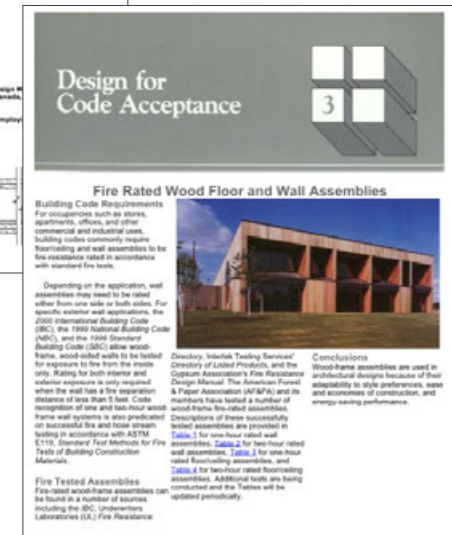 Design for
Code Acceptance
3
Fire Rated Wood Floor and Wall Assemblies
Building Code Requirements
For occupancies such as stores,
apartments, offices, and other
commercial and industrial uses,
building codes commonly require
floor/ceiling and wall assemblies to be
fire-resistance rated in accordance
with standard fire tests.
Depending on the application, wall
assemblies may need to be rated
either from one side or both sides. For
specific exterior wall applications, the
2000 International Building Code
(IBC), the 1999 National Building Code
(NBC), and the 1999 Standard
Building Code (SBC) allow wood-
frame, wood-sided walls to be tested
for exposure to fire from the inside
only. Rating for both interior and
exterior exposure is only required
when the wall has a fire separation
distance of less than 5 feet. Code
recognition of one and two-hour wood-
frame wall systems is also predicated
on successful fire and hose stream
testing in accordance with ASTM
E119, Standard Test Methods for Fire
Tests of Building Construction
Materials.
Fire Tested Assemblies
Fire-rated wood-frame assemblies can
be found in a number of sources
including the IBC, Underwriters
Laboratories (UL) Fire Resistance
Directory, Intertek Testing Services'
Directory of Listed Products, and the
Gypsum Association's Fire Resistance
Design Manual. The American Forest
& Paper Association (AF&PA) and its
members have tested a number of
wood-frame fire-rated assemblies.
Descriptions of these successfully
tested assemblies are provided in
Table 1 for one-hour rated wall
assemblies, Table 2 for two-hour rated
wall assemblies, Table 3 for one-hour
rated floor/ceiling assemblies, and
Table 4 for two-hour rated floor/ceiling
assemblies. Additional tests are being
conducted and the Tables will be
updated periodically.
Conclusions
Wood-frame assemblies are used in
architectural designs because of their
adaptability to style preferences, ease
and economies of construction, and
energy-saving performance.